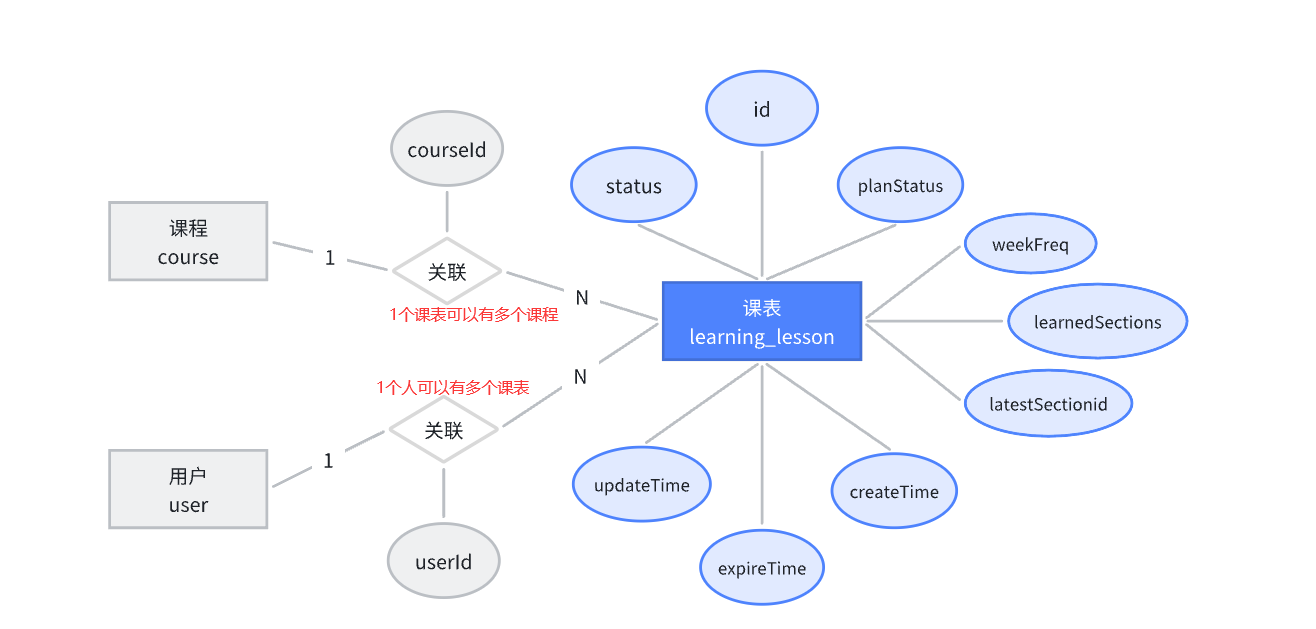 id
courseId
status
planStatus
课程
course
weekFreq
1
关联
N
1个课表可以有多个课程
课表
learning_lesson
learnedSections
N
1个人可以有多个课表
latestSectionid
关联
1
用户
user
updateTime
createTime
userId
expireTime